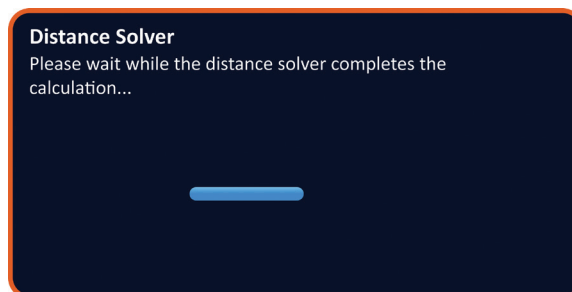 Distance Solver
Please wait while the distance solver completes the
calculation...